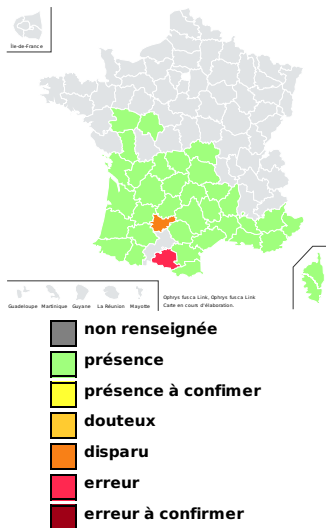 Île-de-France
Guadeloupe Martinique Guyane La Réunion Mayotte
Ophrys fusca Link, Ophrys fusca Link
Carte en cours d'élaboration.
non renseignée
présence
présence à confimer
douteux
disparu
erreur
erreur à confirmer